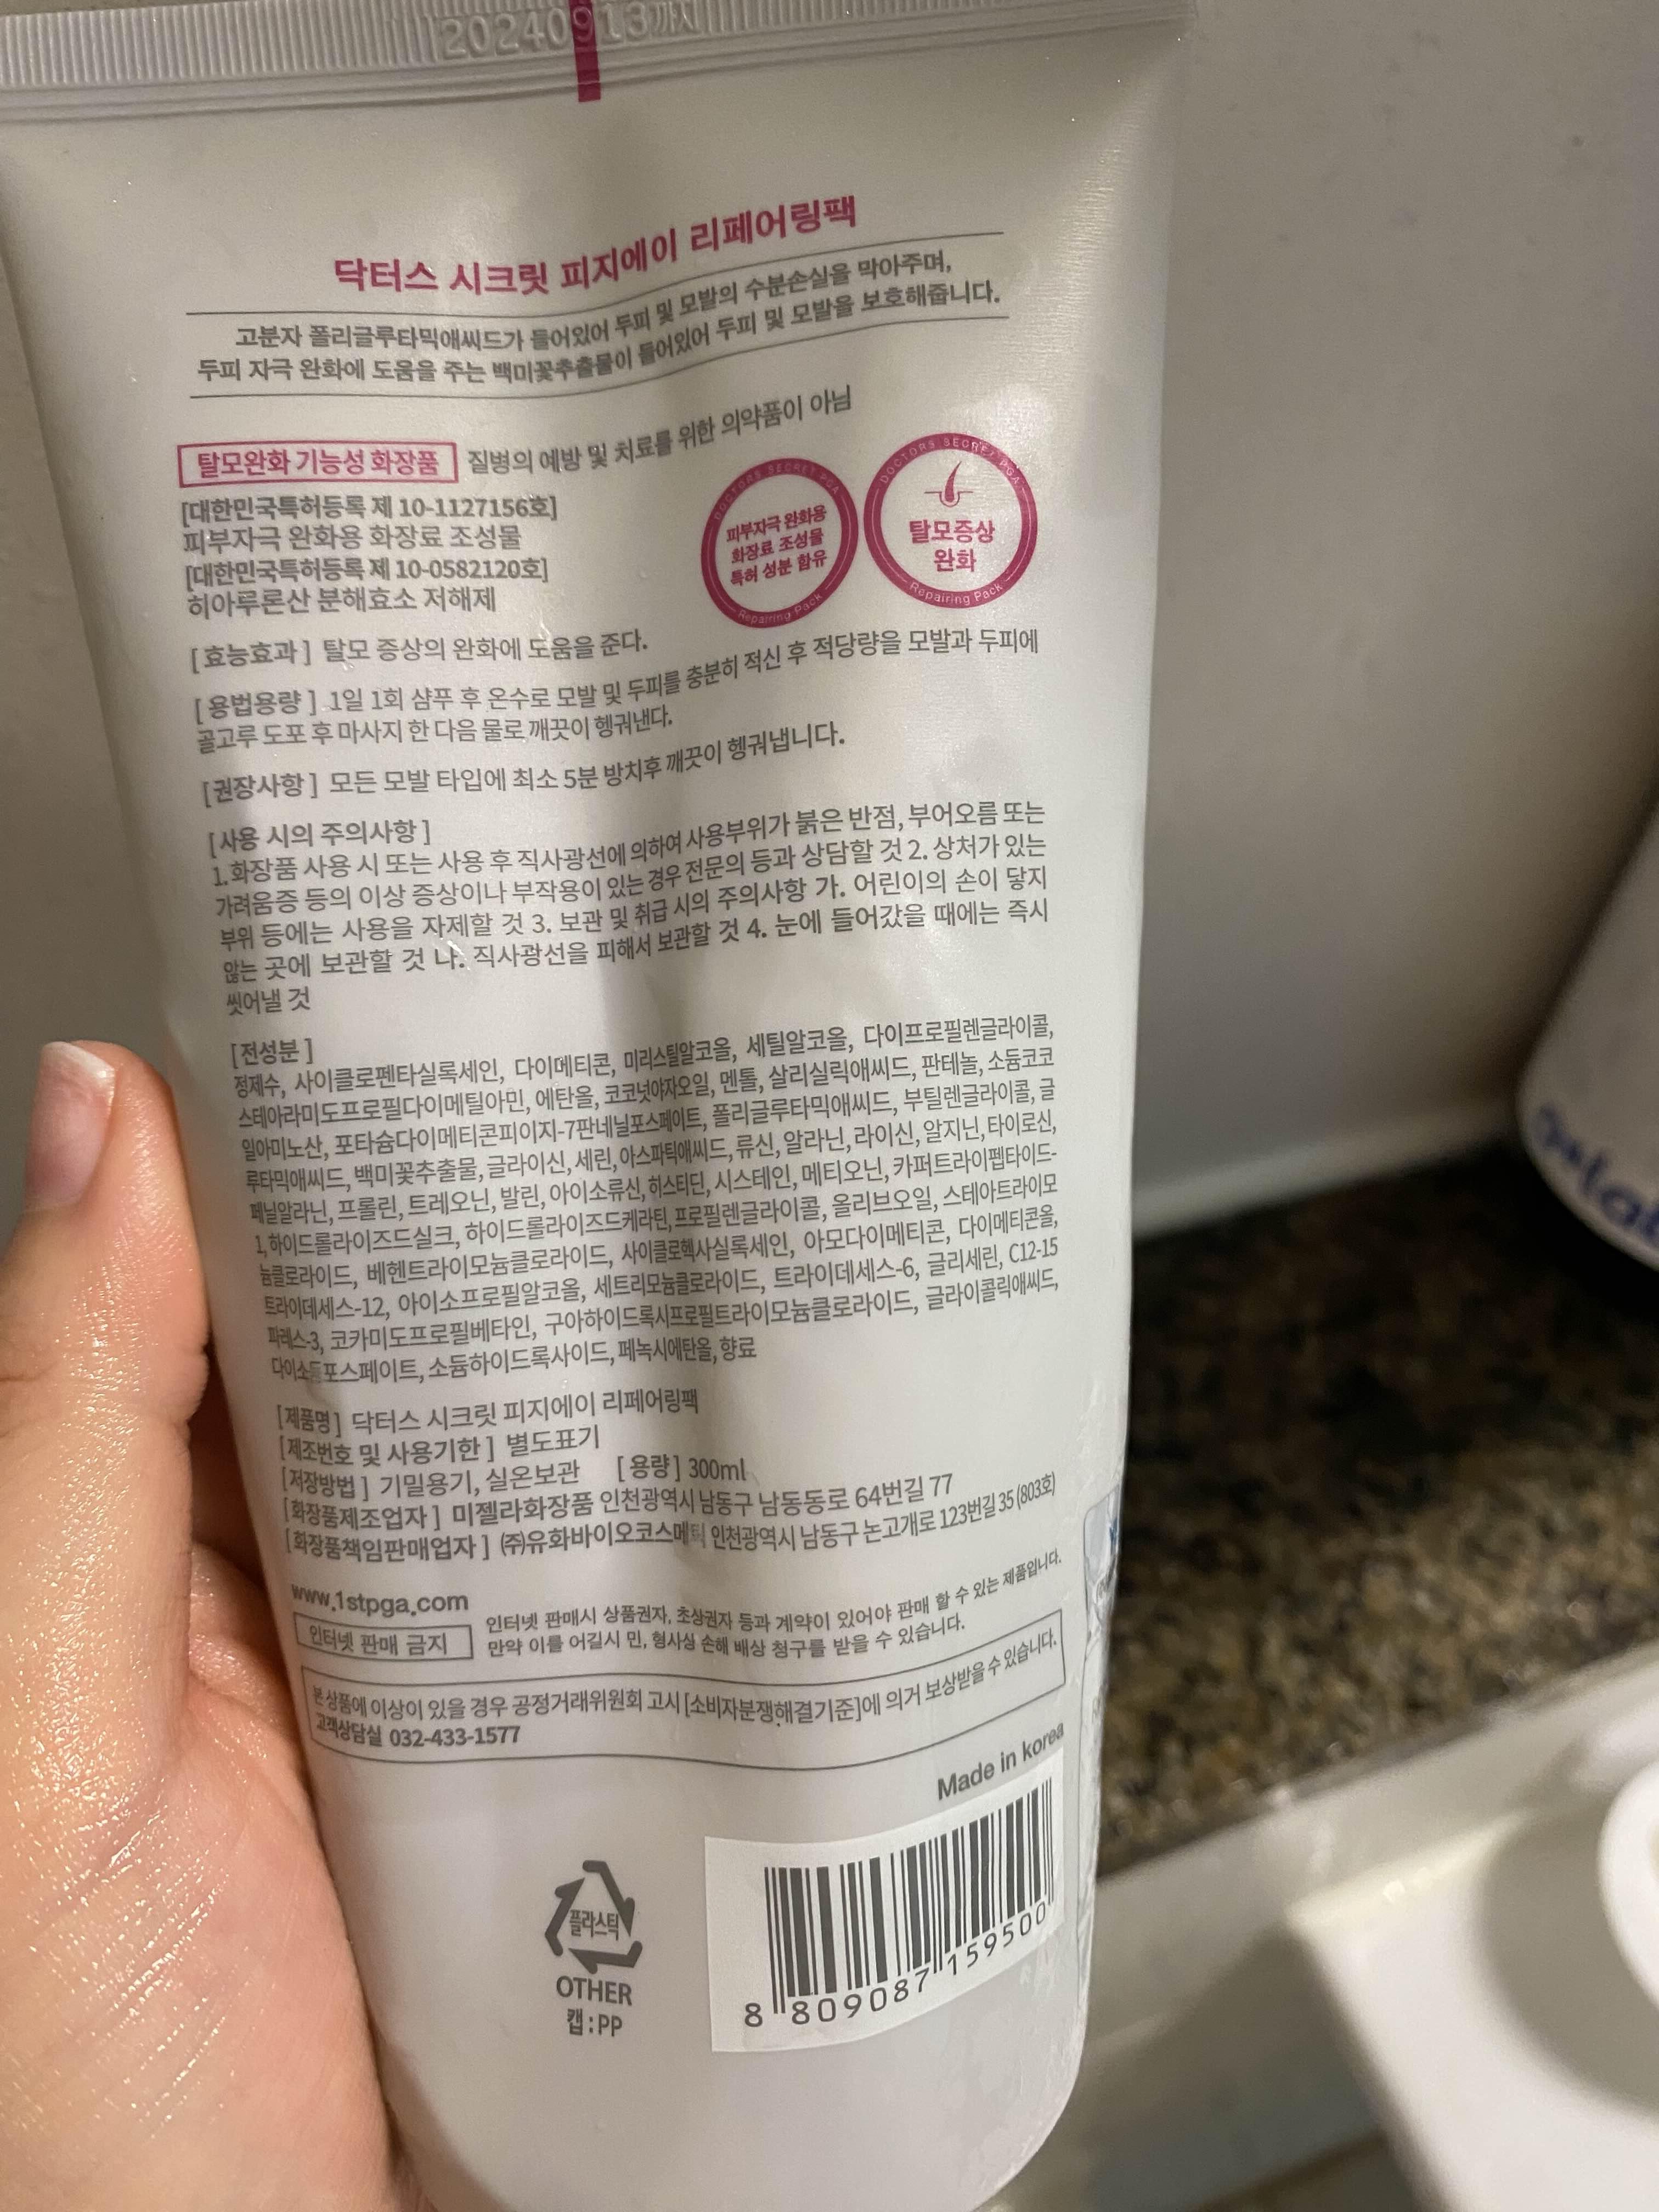 20240913까지
닥터스 시크릿 피지에이 리페어링팩
고분자 폴리글루타믹애씨드가 들어있어 두피 및 모발의 수분손실을 막아주며,
두피 자극 완화에 도움을 주는 백미꽃추출물이 들어있어 두피 및 모발을 보호해줍니다.
탈모완화 기능성 화장품 질병의 예방 및 치료를 위한 의약품이 아님
[대한민국특허등록 제 10-1127156호]
피부자극 완화용 화장료 조성물
[대한민국특허등록 제 10-0582120호]
히아루론산 분해효소 저해제
DOCTORS SECRET PGA
피부자극 완화용
화장료 조성물
특허 성분 함유
Repairing Pack
DOCTORS SECRET PGA
탈모증상
완화
Repairing Pack
[ 효능효과 ] 탈모 증상의 완화에 도움을 준다.
[ 용법용량 ] 1일 1회 샴푸 후 온수로 모발 및 두피를 충분히 적신 후 적당량을 모발과 두피에
골고루 도포 후 마사지 한 다음 물로 깨끗이 헹궈낸다.
[권장사항 ] 모든 모발 타입에 최소 5분 방치후 깨끗이 헹궈냅니다.
[사용 시의 주의사항 ]
1.화장품 사용 시 또는 사용 후 직사광선에 의하여 사용부위가 붉은 반점, 부어오름 또는
가려움증 등의 이상 증상이나 부작용이 있는 경우 전문의 등과 상담할 것 2. 상처가 있는
부위 등에는 사용을 자제할 것 3. 보관 및 취급 시의 주의사항 가. 어린이의 손이 닿지
않는 곳에 보관할 것 나. 직사광선을 피해서 보관할 것 4. 눈에 들어갔을 때에는 즉시
씻어낼 것
[전성분 ]
정제수, 사이클로펜타실록세인, 다이메티콘, 미리스틸알코올, 세틸알코올, 다이프로필렌글라이콜,
스테아라미도프로필다이메틸아민, 에탄올, 코코넛야자오일, 멘톨, 살리실릭애씨드, 판테놀, 소듐코코
일아미노산, 포타슘다이메티콘피이지-7판네닐포스페이트, 폴리글루타믹애씨드, 부틸렌글라이콜, 글
루타믹애씨드, 백미꽃추출물, 글라이신, 세린, 아스파틱애씨드, 류신, 알라닌, 라이신, 알지닌, 타이로신,
페닐알라닌, 프롤린, 트레오닌, 발린, 아이소류신, 히스티딘, 시스테인, 메티오닌, 카퍼트라이펩타이드-
1, 하이드롤라이즈드실크, 하이드롤라이즈드케라틴, 프로필렌글라이콜, 올리브오일, 스테아트라이모
늄클로라이드, 베헨트라이모늄클로라이드, 사이클로헥사실록세인, 아모다이메티콘, 다이메티콘올,
트라이데세스-12, 아이소프로필알코올, 세트리모늄클로라이드, 트라이데세스-6, 글리세린, C12-15
파레스-3, 코카미도프로필베타인, 구아하이드록시프로필트라이모늄클로라이드, 글라이콜릭애씨드,
다이소듐포스페이트, 소듐하이드록사이드, 페녹시에탄올, 향료
[제품명 ] 닥터스 시크릿 피지에이 리페어링팩
[제조번호 및 사용기한 ] 별도표기
[저장방법 ] 기밀용기, 실온보관 [ 용량 ] 300ml
[화장품제조업자 ] 미젤라화장품 인천광역시 남동구 남동동로 64번길 77
[화장품책임판매업자 ] ㈜유화바이오코스메틱 인천광역시 남동구 논고개로 123번길 35 (803호)
www.1stpga.com
인터넷 판매 금지
인터넷 판매시 상품권자, 초상권자 등과 계약이 있어야 판매 할 수 있는 제품입니다.
만약 이를 어길시 민, 형사상 손해 배상 청구를 받을 수 있습니다.
본 상품에 이상이 있을 경우 공정거래위원회 고시 [소비자분쟁해결기준]에 의거 보상받을 수 있습니다.
고객상담실 032-433-1577
Made in korea
플라스틱
OTHER
캡 : PP
8 809087 159500